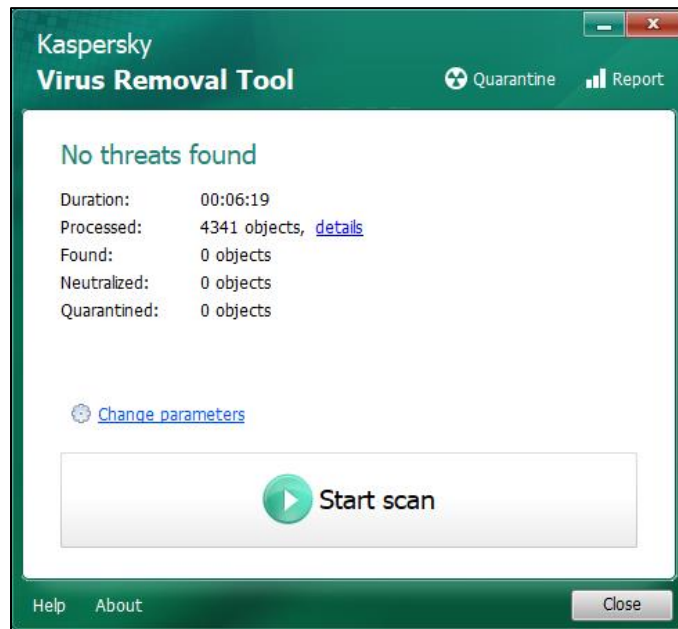 Kaspersky
Virus Removal Tool
Quarantine Report
No threats found
Duration: 00:06:19
Processed: 4341 objects, details
Found: 0 objects
Neutralized: 0 objects
Quarantined: 0 objects
Change parameters
Start scan
Help About Close